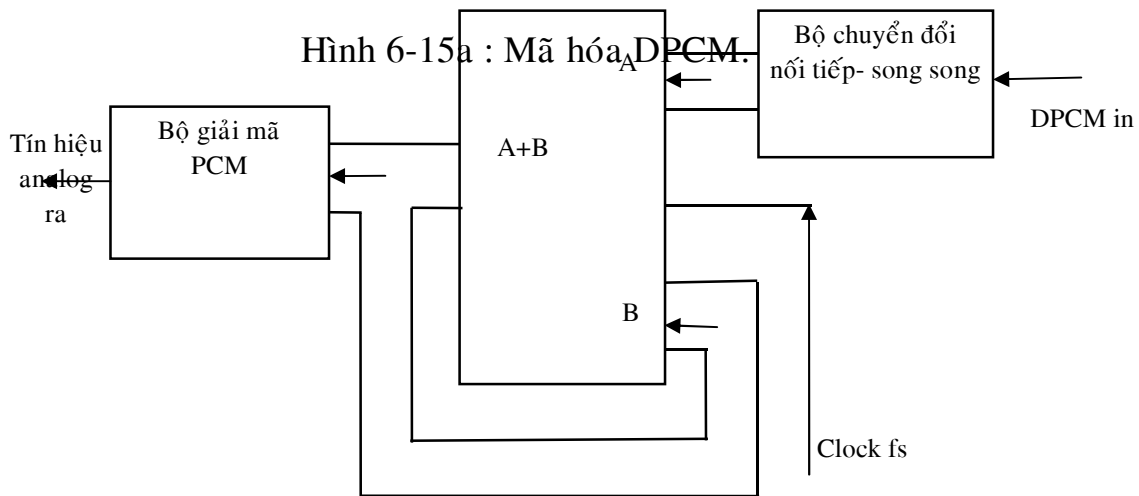 Hình 6-15a : Mã hóa DPCM.
Bộ chuyển đổi
nối tiếp- song song
DPCM in
A
Bộ giải mã
PCM
A+B
Tín hiệu
analog
ra
B
Clock fs